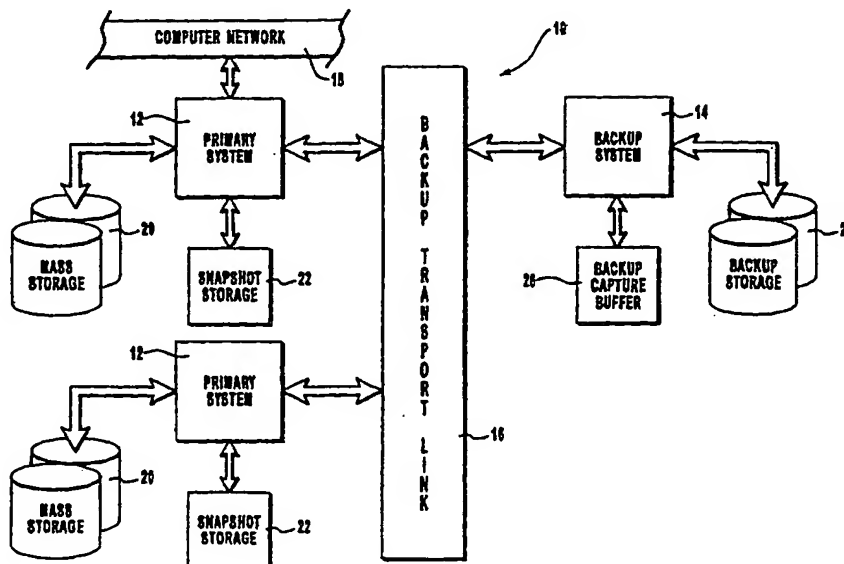 COMPUTER NETWORK
18
10
12
PRIMARY
SYSTEM
14
BACKUP
SYSTEM
20
MASS
STORAGE
SNAPSHOT
STORAGE
22
BACKUP TRANSPORT LINK
26
BACKUP
CAPTURE
BUFFER
BACKUP
STORAGE
12
PRIMARY
SYSTEM
16
20
MASS
STORAGE
SNAPSHOT
STORAGE
22